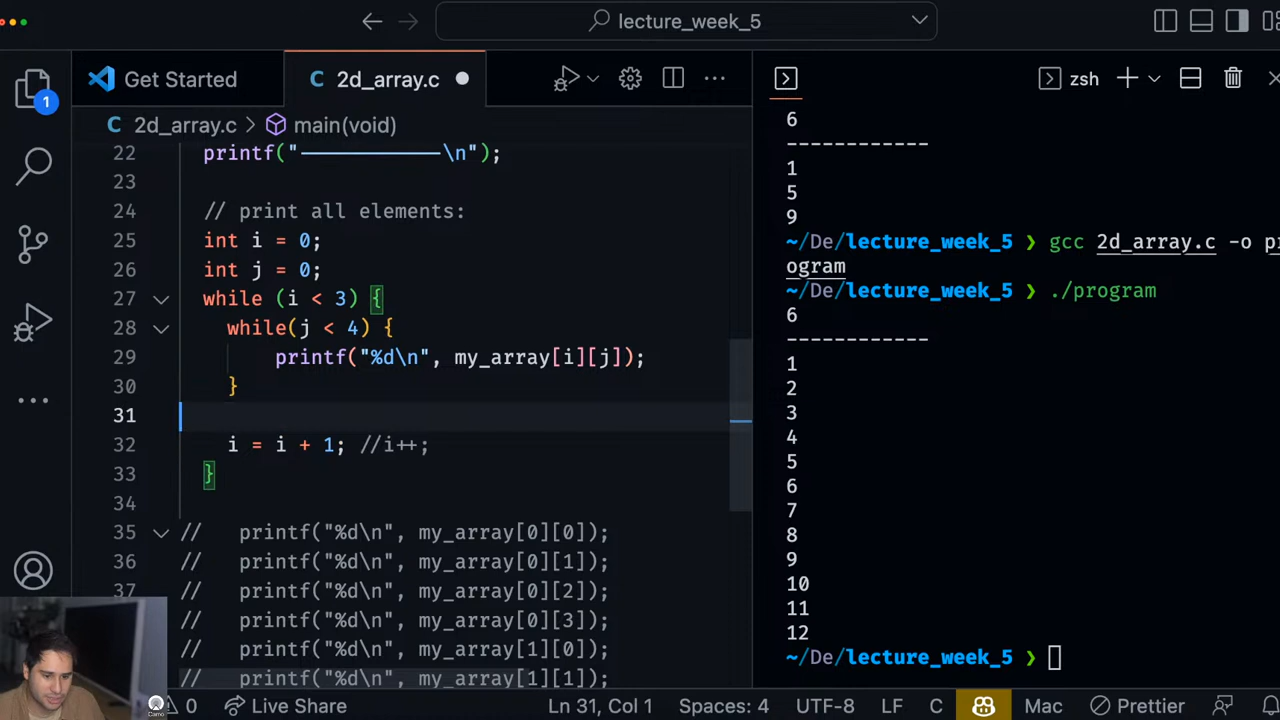 lecture_week_5
Get Started
C 2d_array.c
zsh
C 2d_array.c > main(void)
22 printf("————————————\n");
23
24 // print all elements:
25 int i = 0;
26 int j = 0;
27 while (i < 3) {
28 while(j < 4) {
29 printf("%d\n", my_array[i][j]);
30 }
31
32 i = i + 1; //i++;
33 }
34
35 // printf("%d\n", my_array[0][0]);
36 // printf("%d\n", my_array[0][1]);
37 // printf("%d\n", my_array[0][2]);
// printf("%d\n", my_array[0][3]);
// printf("%d\n", my_array[1][0]);
// printf("%d\n", my_array[1][1]);
6
------------
1
5
9
~/De/lecture_week_5 ❯ gcc 2d_array.c -o pr
ogram
~/De/lecture_week_5 ❯ ./program
6
------------
1
2
3
4
5
6
7
8
9
10
11
12
~/De/lecture_week_5 ❯
1
Camo
0 Live Share Ln 31, Col 1 Spaces: 4 UTF-8 LF C Mac Prettier